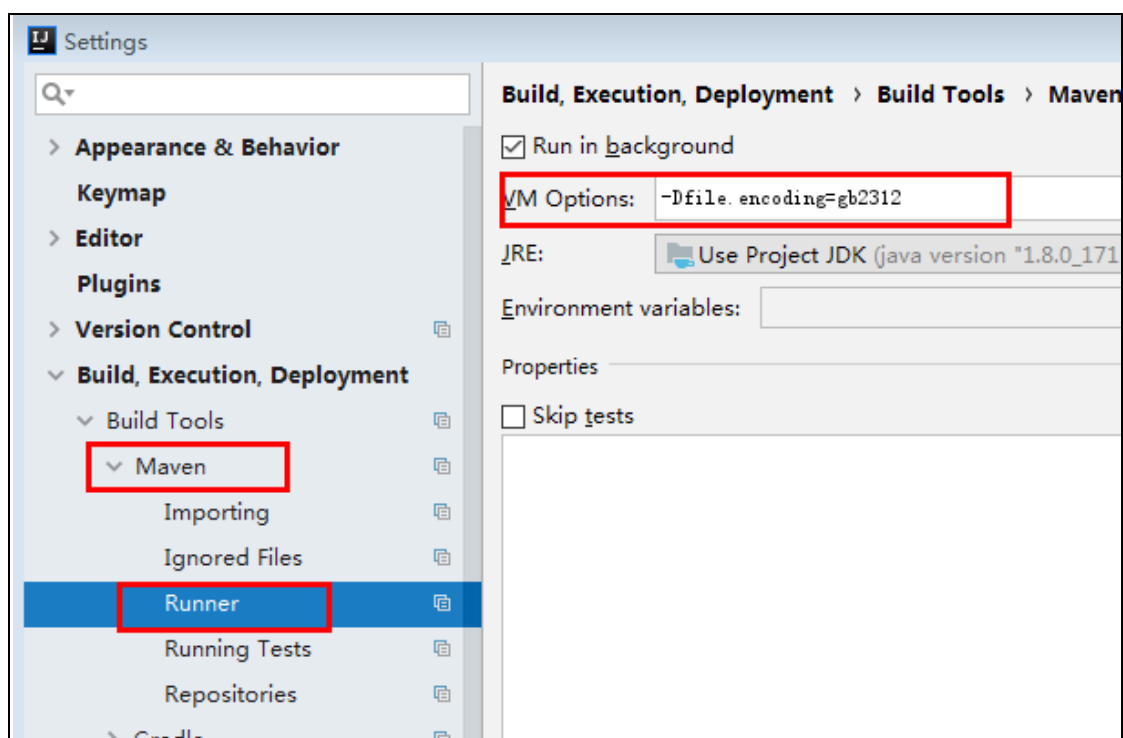 IJ Settings
Appearance & Behavior
Keymap
Editor
Plugins
Version Control
Build, Execution, Deployment
Build Tools
Maven
Importing
Ignored Files
Runner
Running Tests
Repositories
Gradle
Build, Execution, Deployment › Build Tools › Maven
Run in background
VM Options: -Dfile.encoding=gb2312
JRE: Use Project JDK (java version "1.8.0_171
Environment variables:
Properties
Skip tests